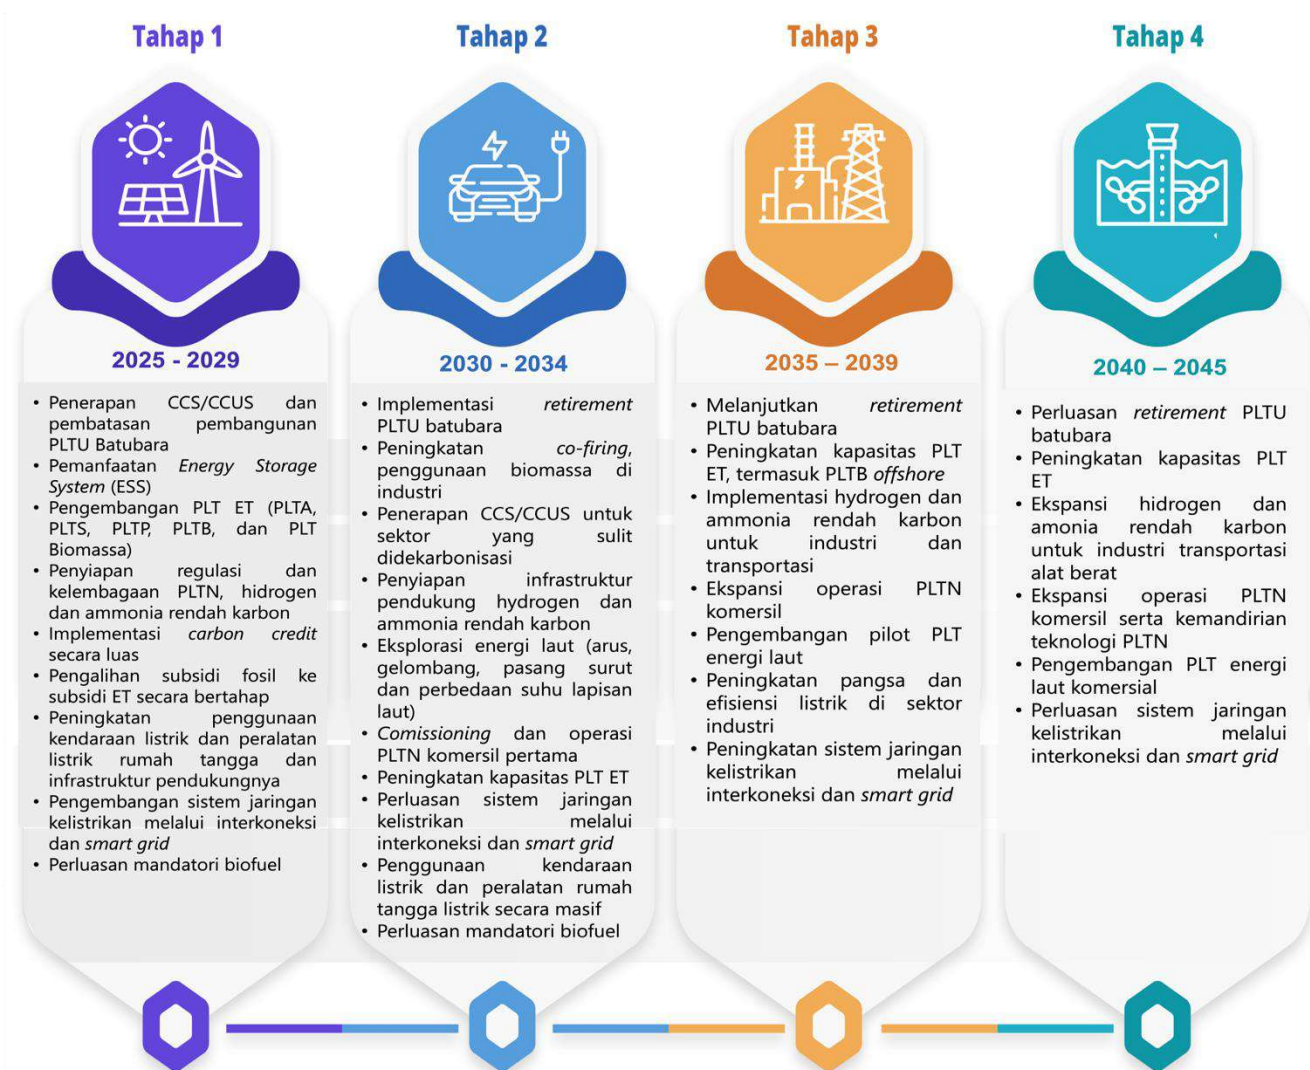 Tahap 1
2025 - 2029
• Penerapan CCS/CCUS dan
pembatasan pembangunan
PLTU Batubara
• Pemanfaatan Energy Storage
System (ESS)
• Pengembangan PLT ET (PLTA,
PLTS, PLTP, PLTB, dan PLT
Biomassa)
• Penyiapan regulasi dan
kelembagaan PLTN, hidrogen
dan ammonia rendah karbon
• Implementasi carbon credit
secara luas
• Pengalihan subsidi fosil ke
subsidi ET secara bertahap
• Peningkatan penggunaan
kendaraan listrik dan peralatan
listrik rumah tangga dan
infrastruktur pendukungnya
• Pengembangan sistem jaringan
kelistrikan melalui interkoneksi
dan smart grid
• Perluasan mandatori biofuel
Tahap 2
2030 - 2034
• Implementasi retirement
PLTU batubara
• Peningkatan co-firing,
penggunaan biomassa di
industri
• Penerapan CCS/CCUS untuk
sektor yang sulit
didekarbonisasi
• Penyiapan infrastruktur
pendukung hydrogen dan
ammonia rendah karbon
• Eksplorasi energi laut (arus,
gelombang, pasang surut
dan perbedaan suhu lapisan
laut)
• Comissioning dan operasi
PLTN komersil pertama
• Peningkatan kapasitas PLT ET
• Perluasan sistem jaringan
kelistrikan melalui
interkoneksi dan smart grid
• Penggunaan kendaraan
listrik dan peralatan rumah
tangga listrik secara masif
• Perluasan mandatori biofuel
Tahap 3
2035 – 2039
• Melanjutkan retirement
PLTU batubara
• Peningkatan kapasitas PLT
ET, termasuk PLTB offshore
• Implementasi hydrogen dan
ammonia rendah karbon
untuk industri dan
transportasi
• Ekspansi operasi PLTN
komersil
• Pengembangan pilot PLT
energi laut
• Peningkatan pangsa dan
efisiensi listrik di sektor
industri
• Peningkatan sistem jaringan
kelistrikan melalui
interkoneksi dan smart grid
Tahap 4
2040 – 2045
• Perluasan retirement PLTU
batubara
• Peningkatan kapasitas PLT
ET
• Ekspansi hidrogen dan
amonia rendah karbon
untuk industri transportasi
alat berat
• Ekspansi operasi PLTN
komersil serta kemandirian
teknologi PLTN
• Pengembangan PLT energi
laut komersial
• Perluasan sistem jaringan
kelistrikan melalui
interkoneksi dan smart grid